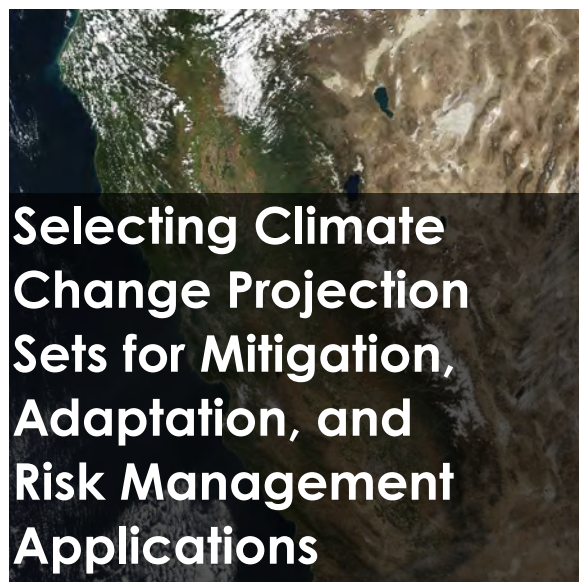 Selecting Climate
Change Projection
Sets for Mitigation,
Adaptation, and
Risk Management
Applications